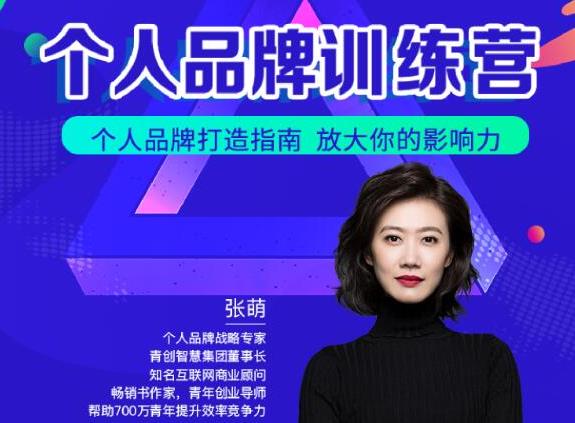 个人品牌训练营
个人品牌打造指南 放大你的影响力
张萌
个人品牌战略专家
青创智慧集团董事长
知名互联网商业顾问
畅销书作家，青年创业导师
帮助700万青年提升效率竞争力